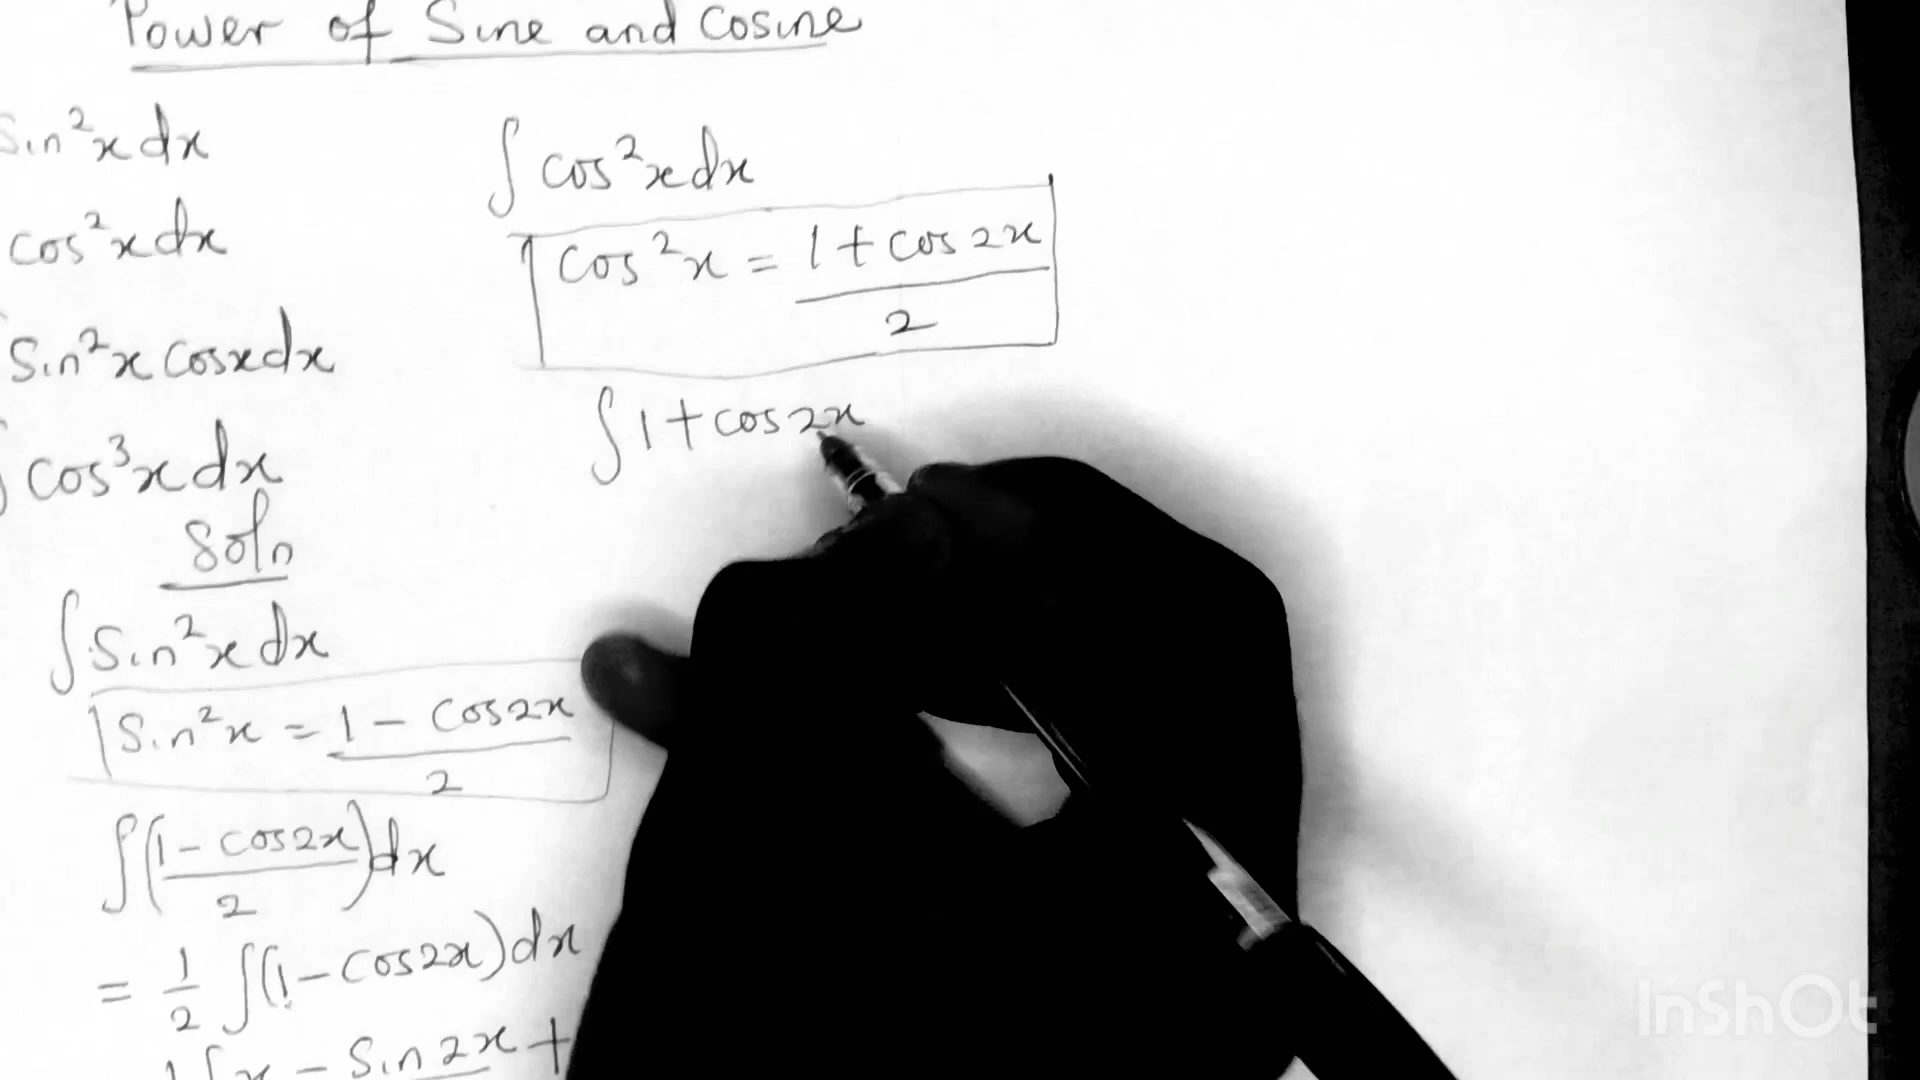 Power of Sine and Cosine
Sin²x dx
cos²x dx
Sin²x cosx dx
∫ cos³x dx
Soln
∫ Sin²x dx
Sin²x = 1 - cos2x / 2
∫(1 - cos2x / 2) dx
= 1/2 ∫(1 - cos2x) dx
1 [x - Sin2x +
∫ cos²x dx
cos²x = 1 + cos2x / 2
∫ 1 + cos2x
InShOt